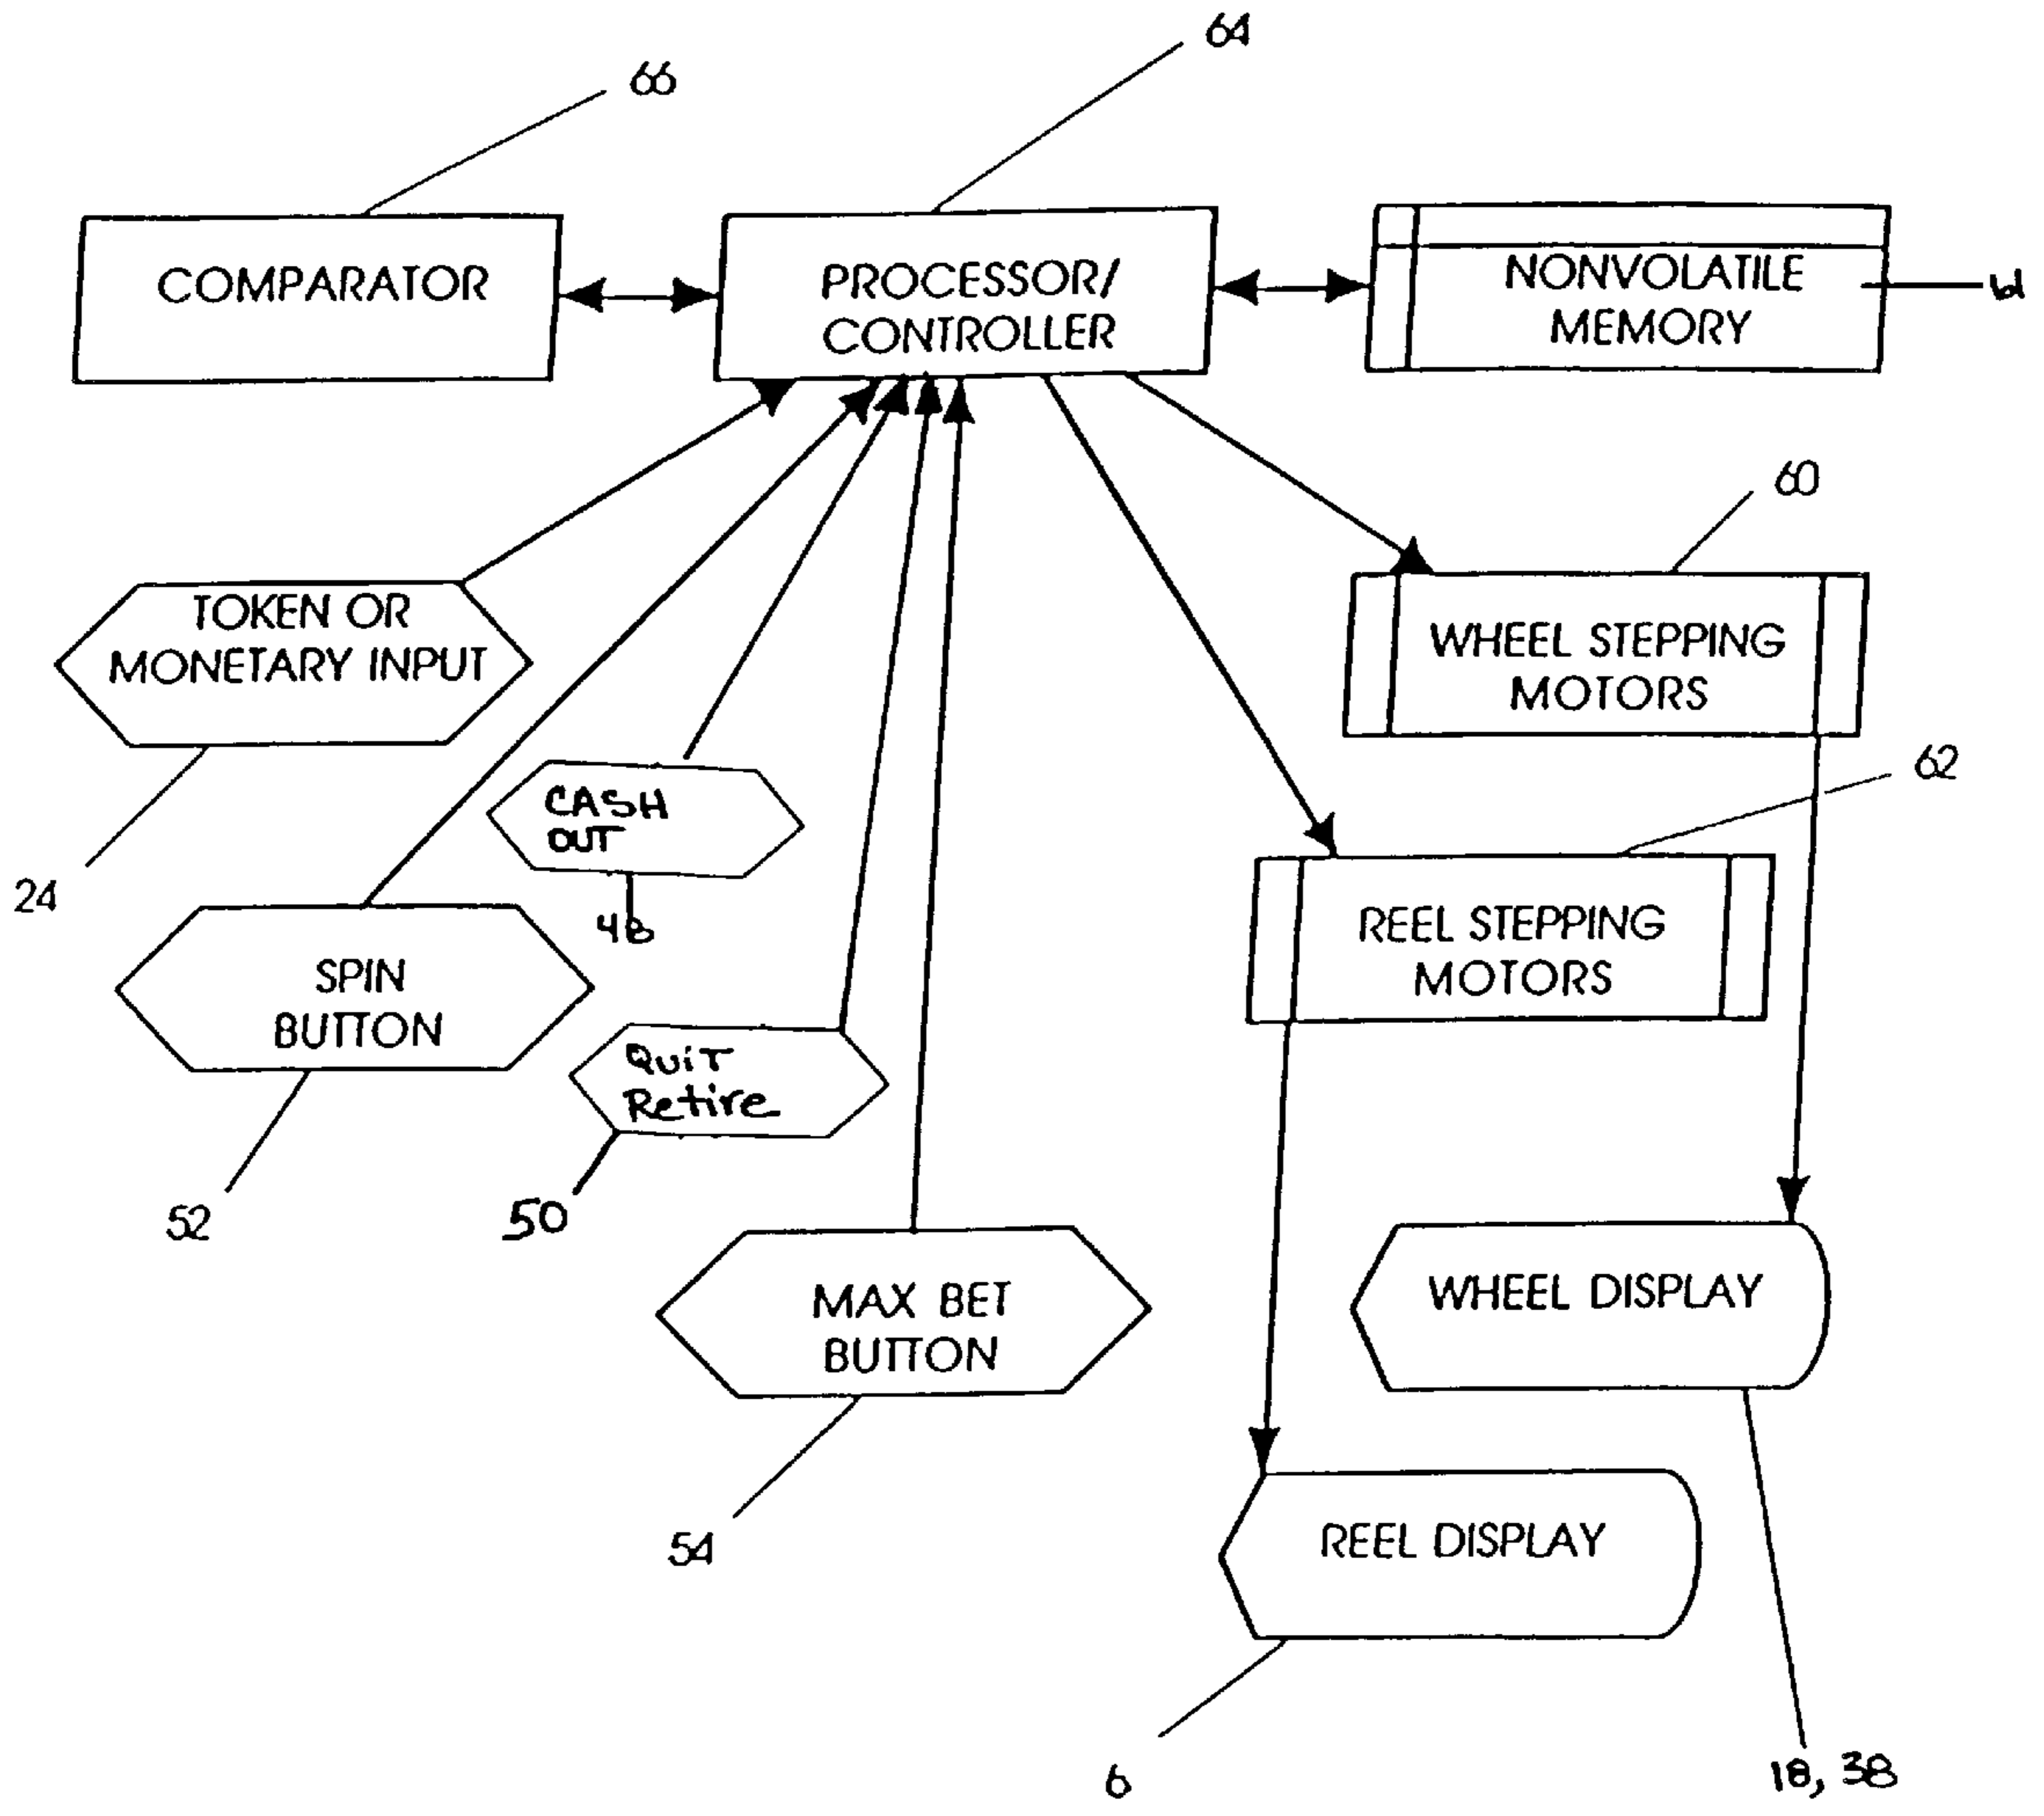 64
66
COMPARATOR
PROCESSOR/
CONTROLLER
NONVOLATILE
MEMORY
60
TOKEN OR
MONETARY INPUT
WHEEL STEPPING
MOTORS
62
CASH
OUT
24
48
REEL STEPPING
MOTORS
SPIN
BUTTON
QuiT
Retire
52
50
MAX BET
BUTTON
WHEEL DISPLAY
54
REEL DISPLAY
6
18, 38